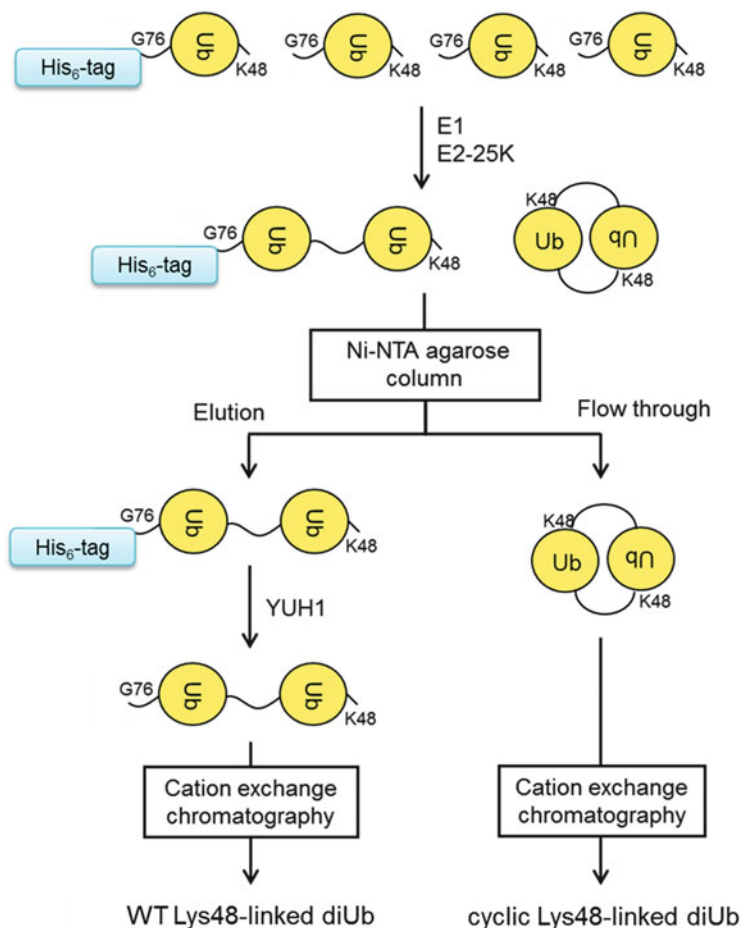 G76 Ub K48 G76 Ub K48 G76 Ub K48 G76 Ub K48
His₆-tag
E1
E2-25K
G76 Ub Ub K48
His₆-tag
K48 Ub Ub K48
Ni-NTA agarose
column
Elution
Flow through
G76 Ub Ub K48
His₆-tag
K48 Ub Ub K48
YUH1
G76 Ub Ub K48
Cation exchange
chromatography
Cation exchange
chromatography
WT Lys48-linked diUb
cyclic Lys48-linked diUb